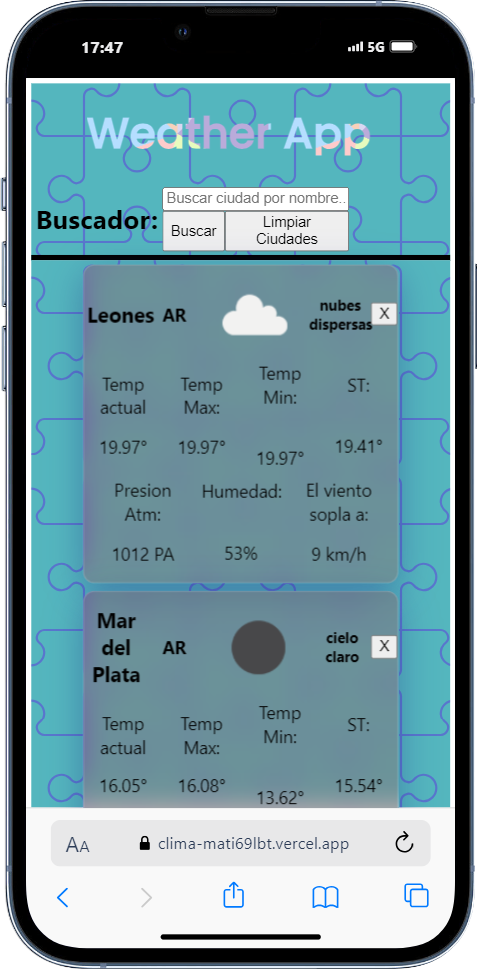 17:47
5G
Weather App
Buscar ciudad por nombre..
Buscador:
Buscar
Limpiar
Ciudades
Leones AR
nubes
dispersas
X
Temp
actual
Temp
Max:
Temp
Min:
ST:
19.97°
19.97°
19.97°
19.41°
Presion
Atm:
Humedad:
El viento
sopla a:
1012 PA
53%
9 km/h
Mar
del
Plata
AR
cielo
claro
X
Temp
actual
Temp
Max:
Temp
Min:
ST:
16.05°
16.08°
13.62°
15.54°
AA
clima-mati69lbt.vercel.app